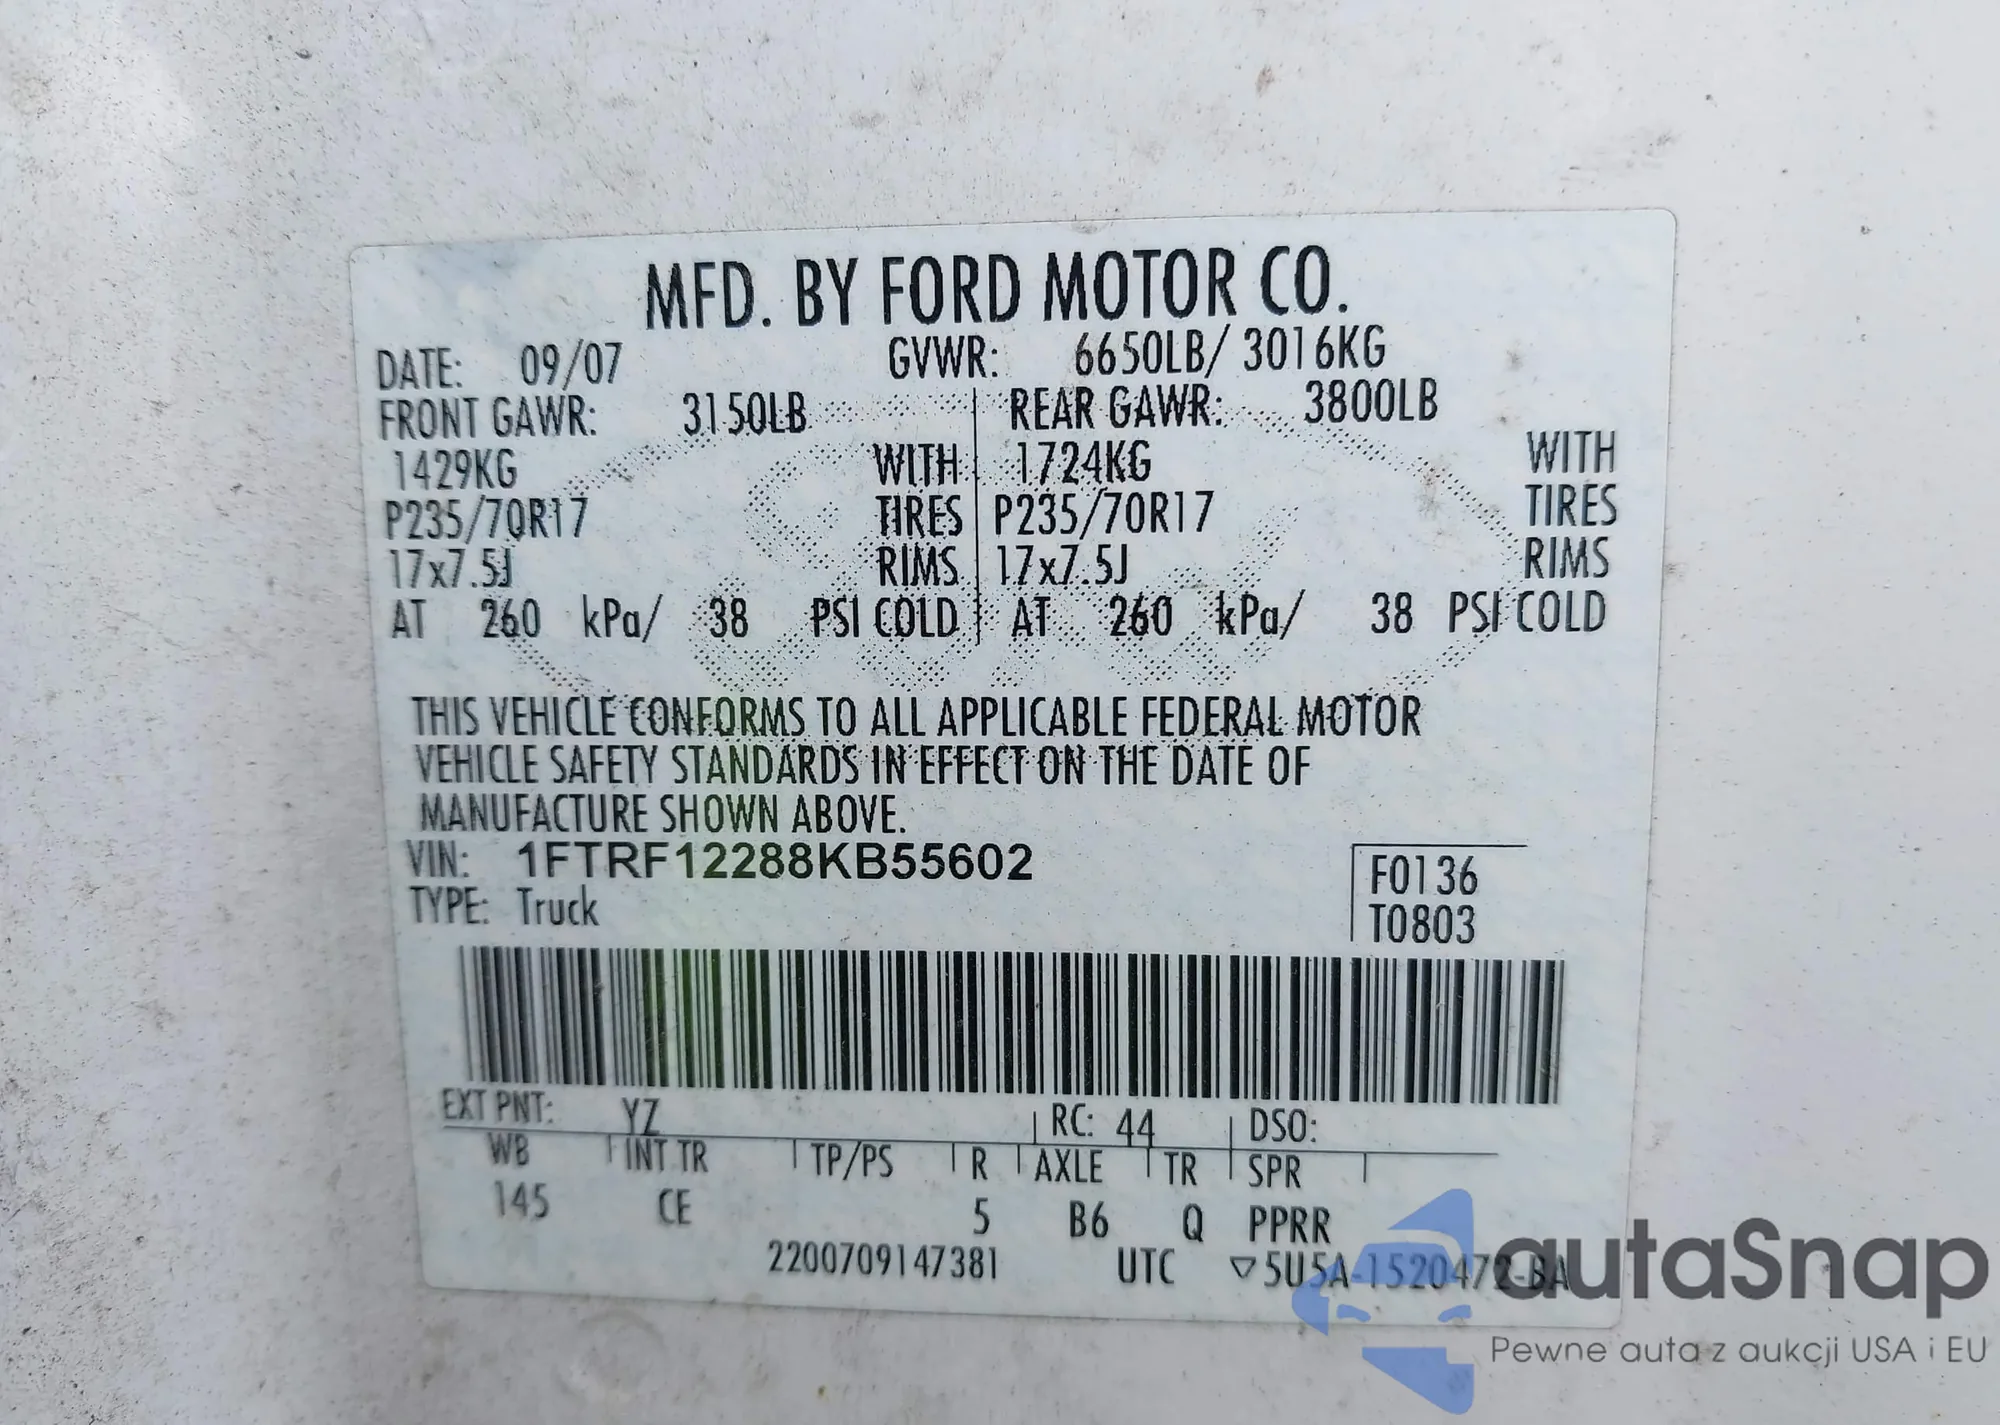 MFD. BY FORD MOTOR CO.
DATE: 09/07 GVWR: 6650LB/ 3016KG
FRONT GAWR: 3150LB REAR GAWR: 3800LB
1429KG WITH 1724KG WITH
P235/70R17 TIRES P235/70R17 TIRES
17x7.5J RIMS 17x7.5J RIMS
AT 260 kPa/ 38 PSI COLD AT 260 kPa/ 38 PSI COLD
THIS VEHICLE CONFORMS TO ALL APPLICABLE FEDERAL MOTOR
VEHICLE SAFETY STANDARDS IN EFFECT ON THE DATE OF
MANUFACTURE SHOWN ABOVE.
VIN: 1FTRF12288KB55602 F0136
TYPE: Truck T0803
EXT PNT: YZ RC: 44 DSO:
WB INT TR TP/PS R AXLE TR SPR
145 CE 5 B6 Q PPRR
2200709147381 UTC ▽5U5A-1520472-BA
autaSnap
Pewne auta z aukcji USA i EU